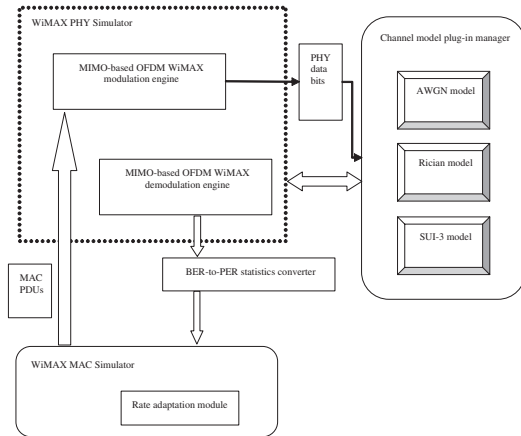 WiMAX PHY Simulator
MIMO-based OFDM WiMAX
modulation engine
PHY
data
bits
Channel model plug-in manager
AWGN model
MIMO-based OFDM WiMAX
demodulation engine
Rician model
SUI-3 model
BER-to-PER statistics converter
MAC
PDUs
WiMAX MAC Simulator
Rate adaptation module